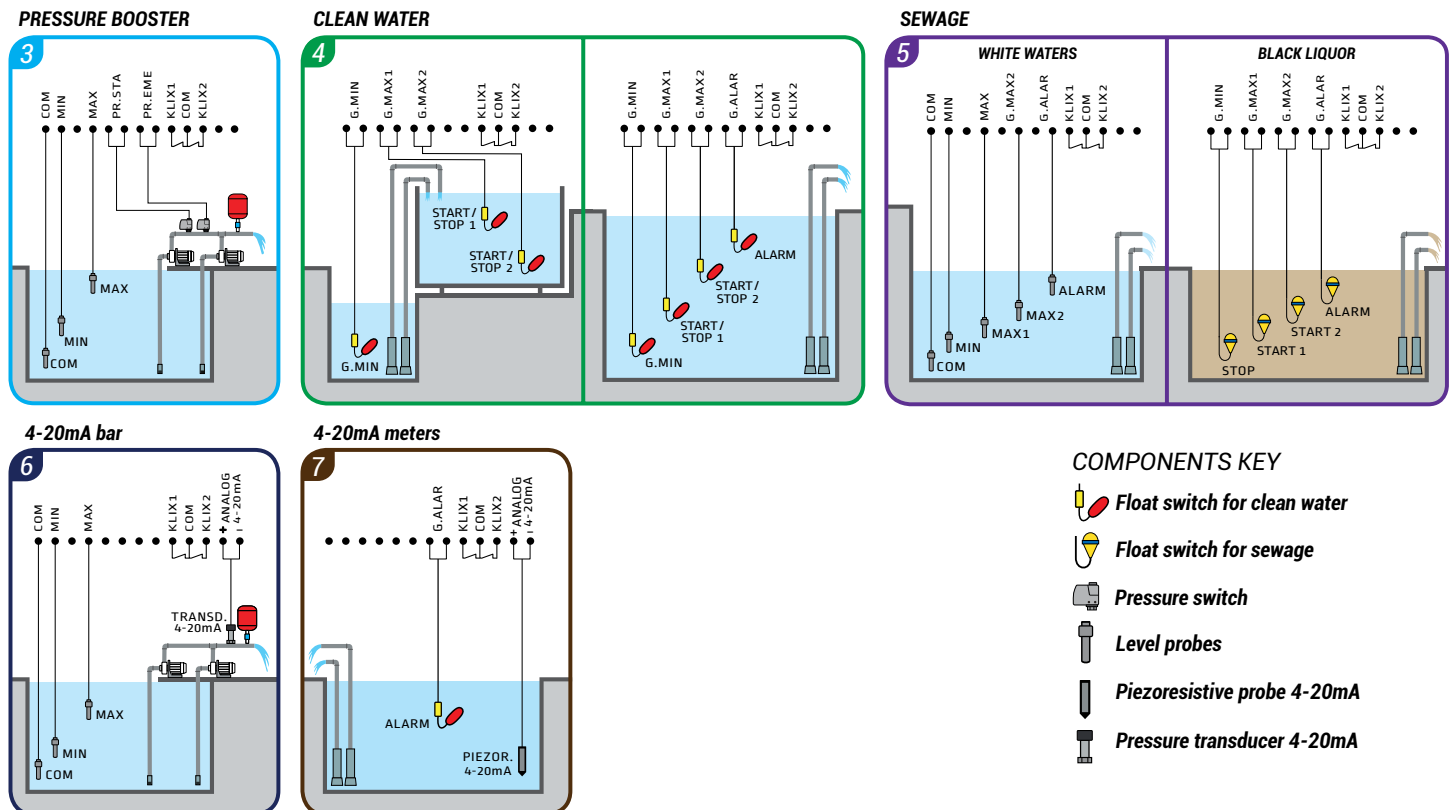 PRESSURE BOOSTER
3
COM
MIN
MAX
PR.STA
PR.EME
KLIX1
COM
KLIX2
MAX
MIN
COM
CLEAN WATER
4
G.MIN
G.MAX1
G.MAX2
KLIX1
COM
KLIX2
START/
STOP 1
START/
STOP 2
G.MIN
G.MIN
G.MAX1
G.MAX2
G.ALAR
KLIX1
COM
KLIX2
ALARM
START/
STOP 2
START/
STOP 1
G.MIN
SEWAGE
5
WHITE WATERS
COM
MIN
MAX
G.MAX2
G.ALAR
KLIX1
COM
KLIX2
ALARM
MAX2
MAX1
MIN
COM
BLACK LIQUOR
G.MIN
G.MAX1
G.MAX2
G.ALAR
KLIX1
COM
KLIX2
ALARM
START 2
START 1
STOP
4-20mA bar
6
COM
MIN
MAX
KLIX1
COM
KLIX2
+ ANALOG
- 4-20mA
TRANSD.
4-20mA
MAX
MIN
COM
4-20mA meters
7
G.ALAR
KLIX1
COM
KLIX2
+ ANALOG
- 4-20mA
ALARM
PIEZOR.
4-20mA
COMPONENTS KEY
Float switch for clean water
Float switch for sewage
Pressure switch
Level probes
Piezoresistive probe 4-20mA
Pressure transducer 4-20mA